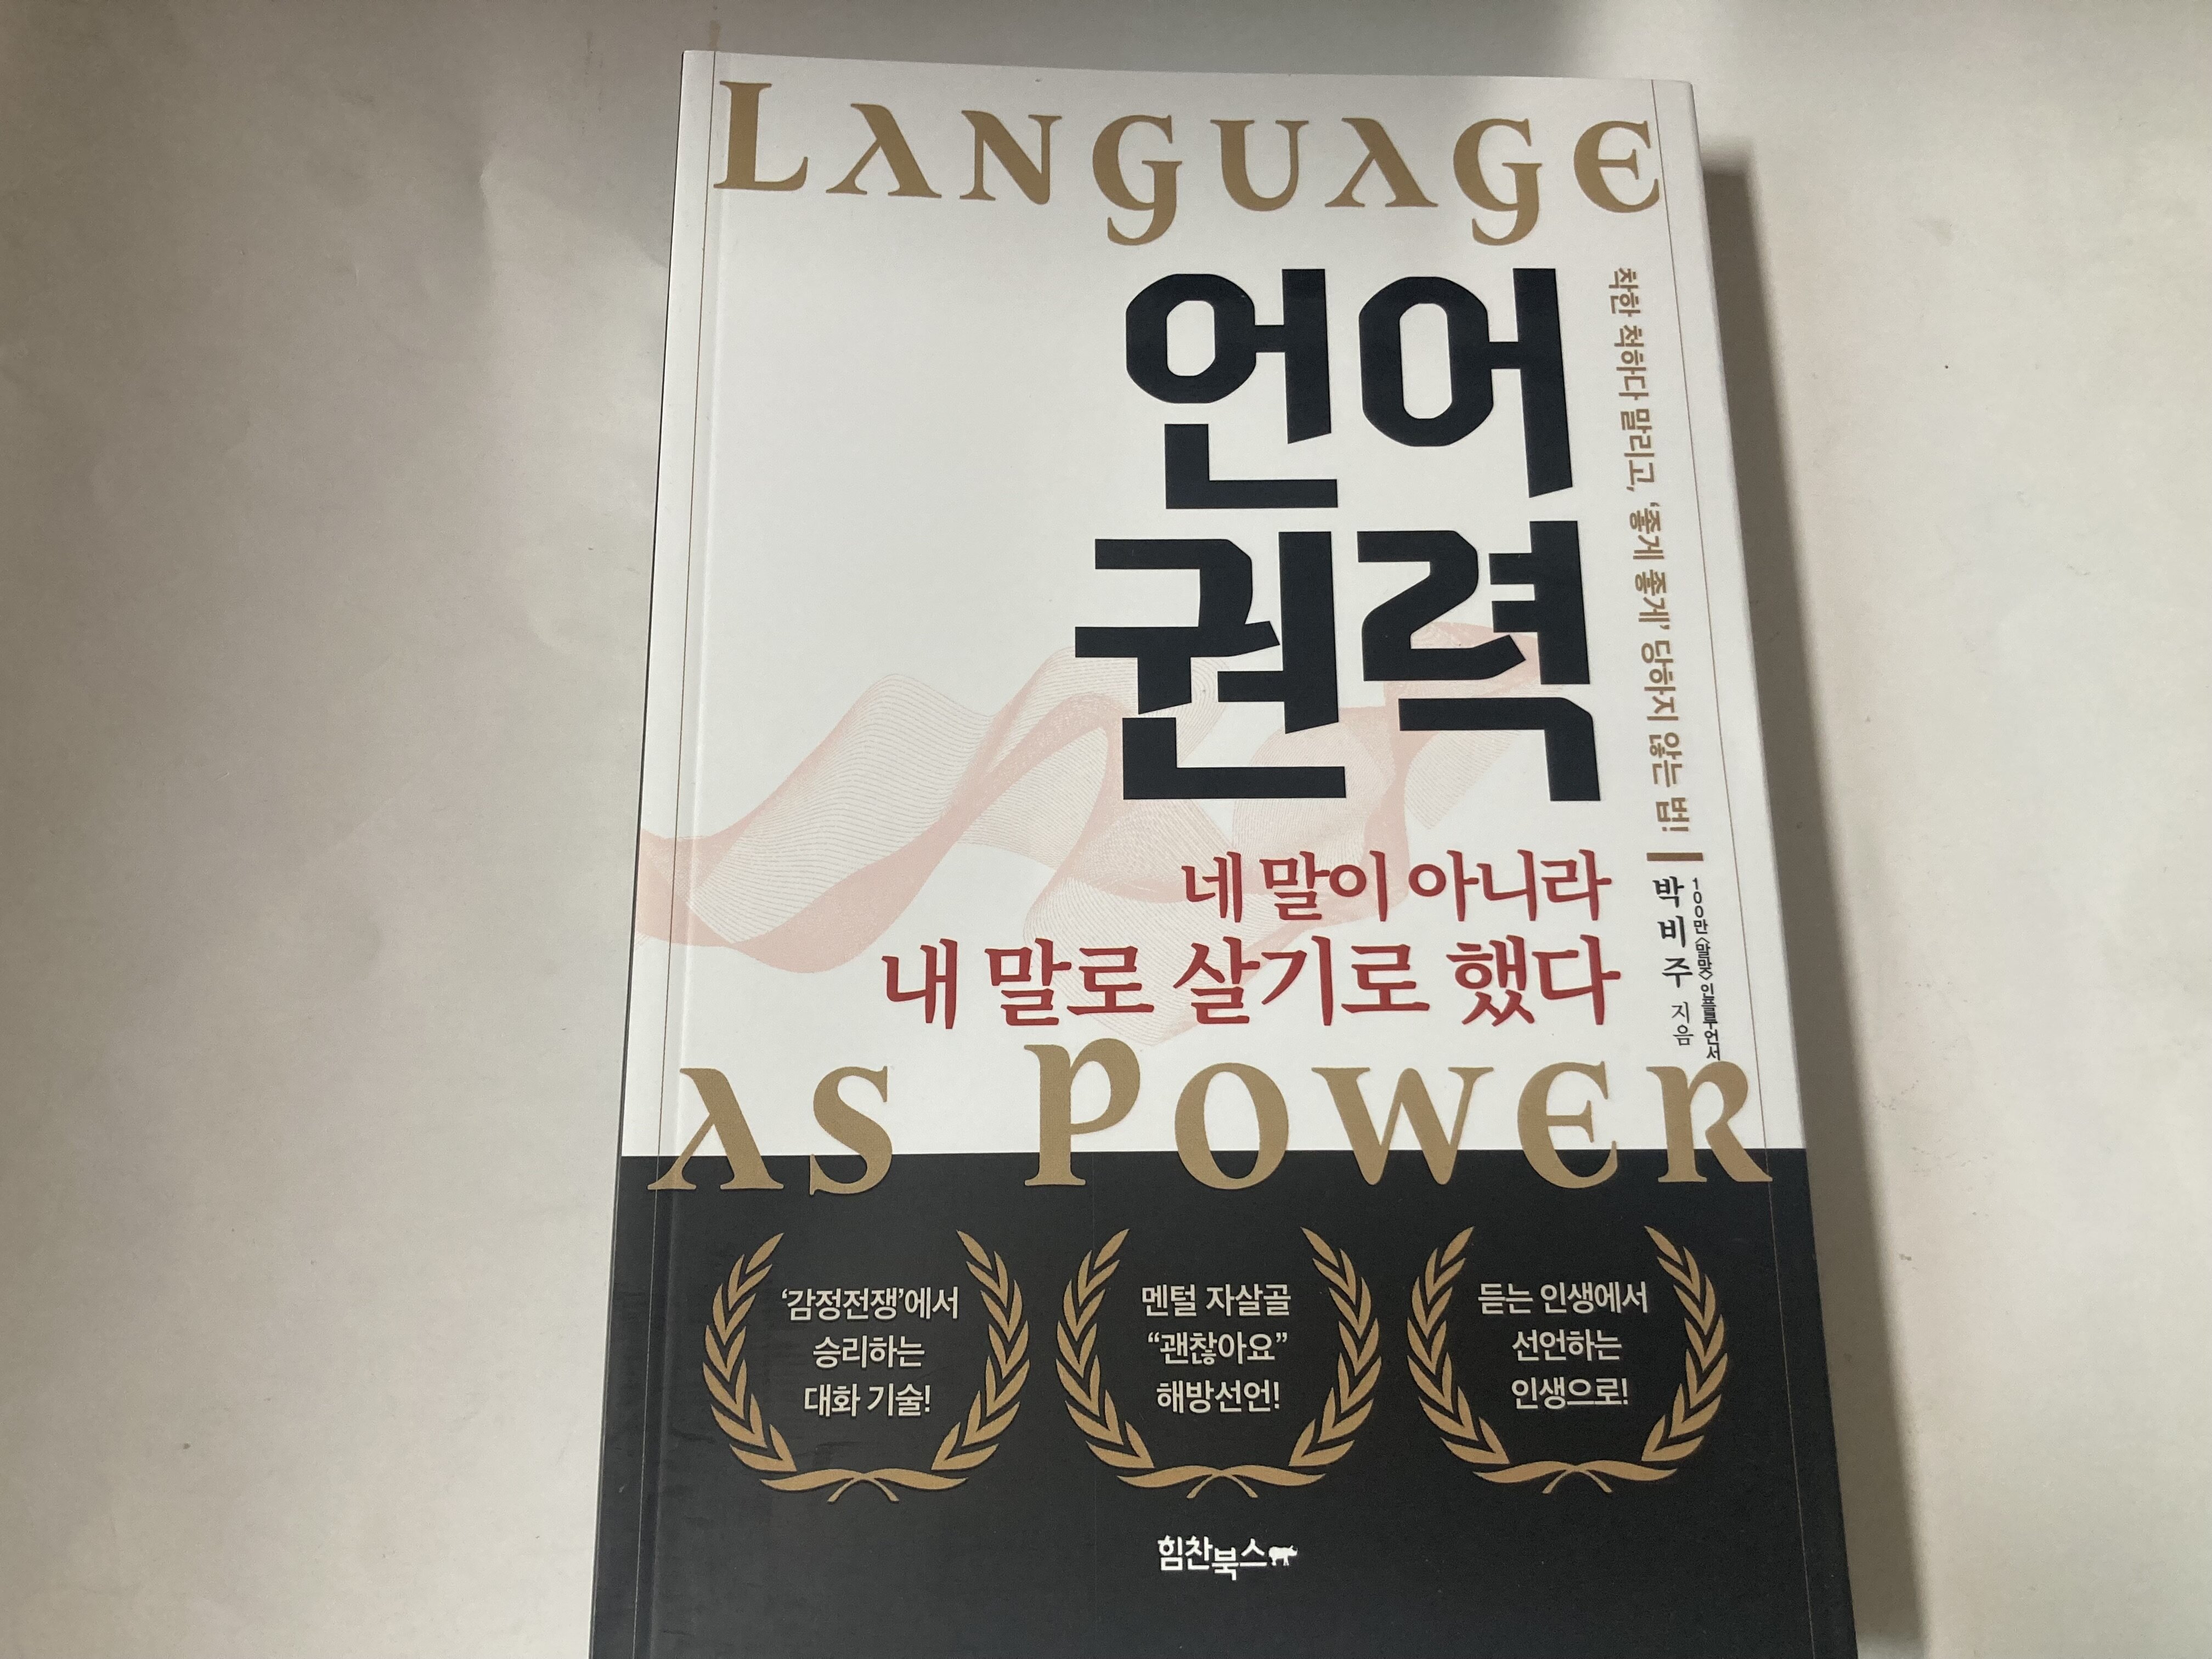 LANGUAGE
언어
권력
착한 척하다 말리고, ‘좋게 좋게’ 당하지 않는 법!
네 말이 아니라
내 말로 살기로 했다
100만 〈말맞〉 인플루언서
박비주 지음
AS POWER
‘감정전쟁’에서
승리하는
대화 기술!
멘털 자살골
“괜찮아요”
해방선언!
듣는 인생에서
선언하는
인생으로!
힘찬북스